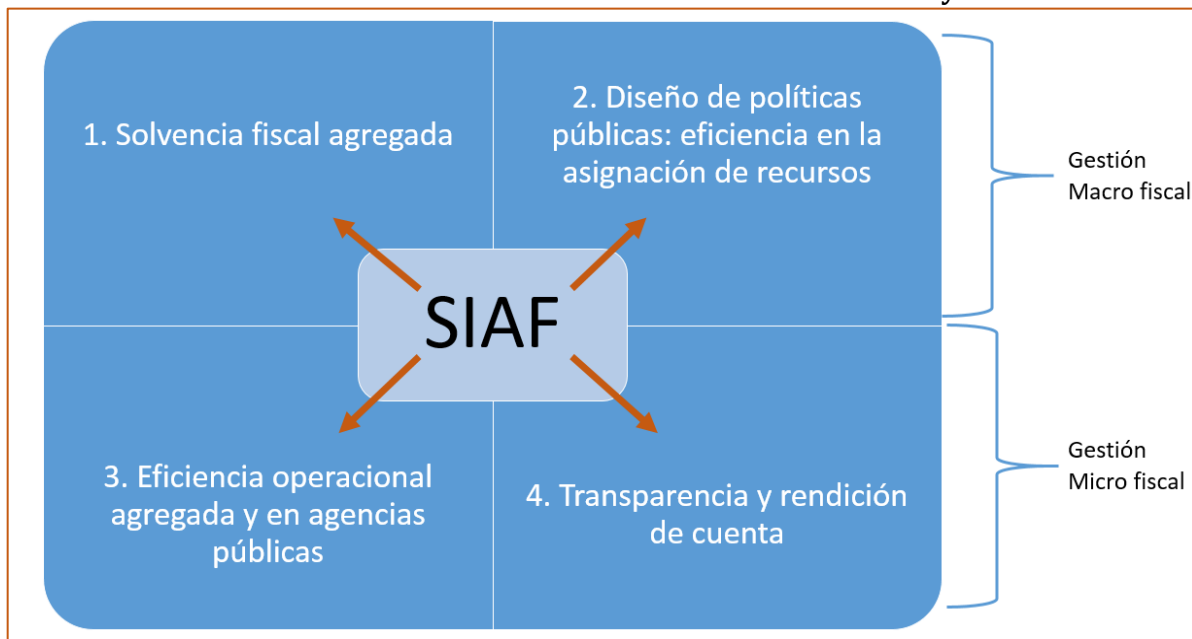 1. Solvencia fiscal agregada
2. Diseño de políticas
públicas: eficiencia en la
asignación de recursos
Gestión
Macro fiscal
SIAF
3. Eficiencia operacional
agregada y en agencias
públicas
4. Transparencia y rendición
de cuenta
Gestión
Micro fiscal